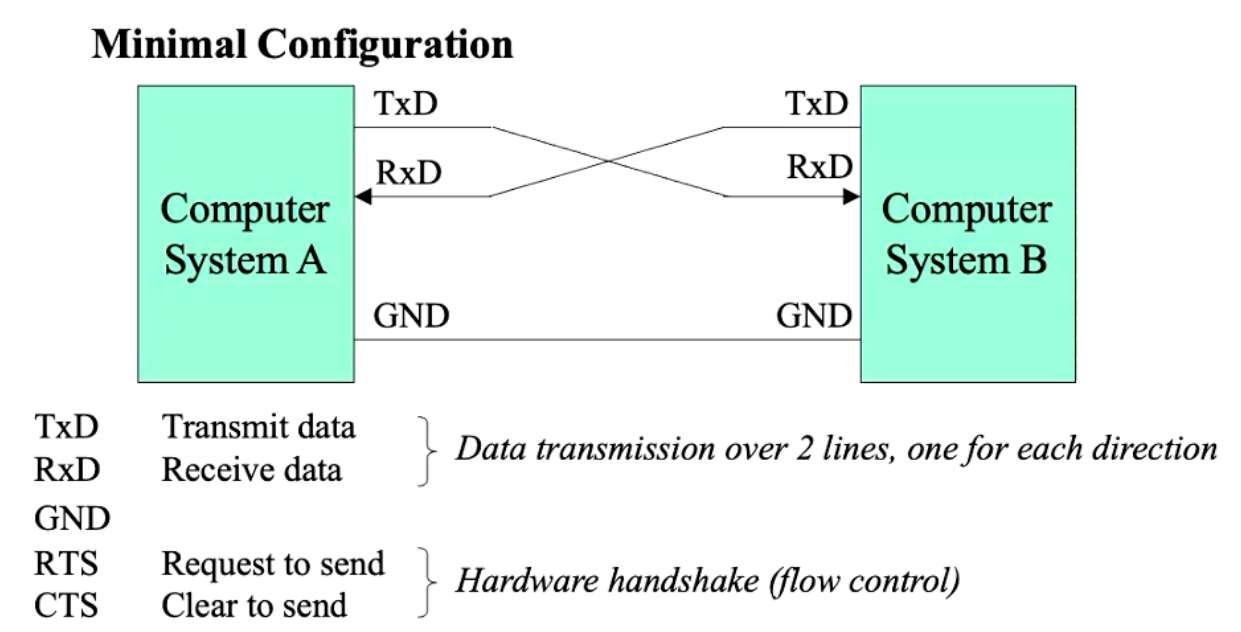 Minimal Configuration
TxD TxD
RxD RxD
Computer Computer
System A System B
GND GND
TxD Transmit data
Data transmission over 2 lines, one for each direction
RxD Receive data
GND
RTS Request to send
Hardware handshake (flow control)
CTS Clear to send